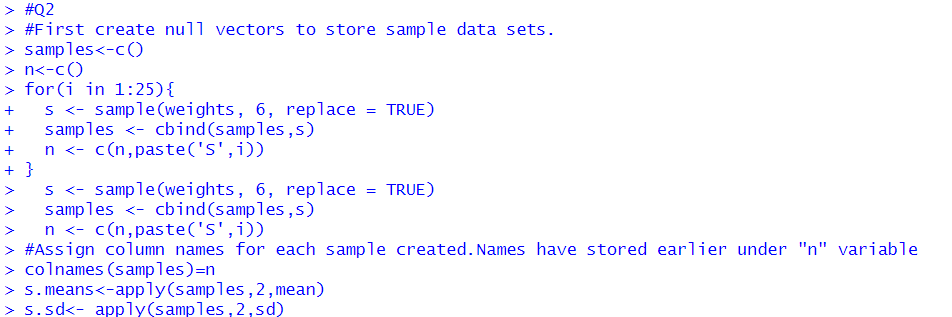 > #Q2
> #First create null vectors to store sample data sets.
> samples<-c()
> n<-c()
> for(i in 1:25){
+   s <- sample(weights, 6, replace = TRUE)
+   samples <- cbind(samples,s)
+   n <- c(n,paste('S',i))
+ }
>   s <- sample(weights, 6, replace = TRUE)
>   samples <- cbind(samples,s)
>   n <- c(n,paste('S',i))
> #Assign column names for each sample created.Names have stored earlier under "n" variable
> colnames(samples)=n
> s.means<-apply(samples,2,mean)
> s.sd<- apply(samples,2,sd)